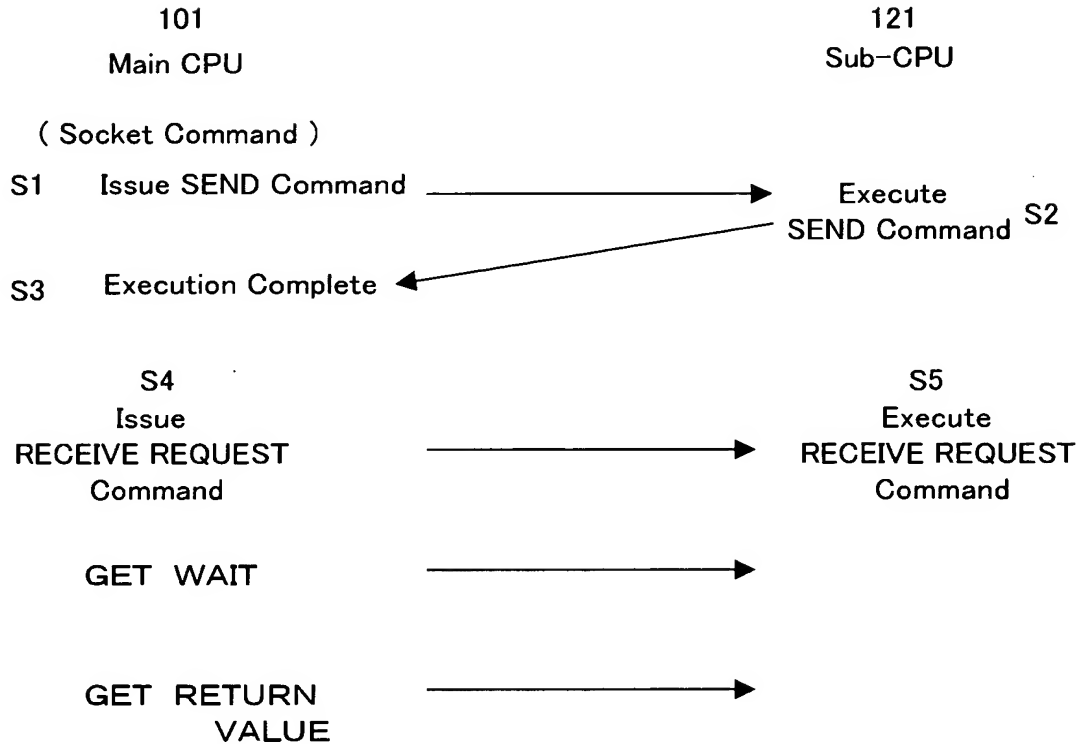 101
121
Main CPU
Sub-CPU
( Socket Command )
S1 Issue SEND Command
Execute
SEND Command S2
S3 Execution Complete
S4
Issue
RECEIVE REQUEST
Command
S5
Execute
RECEIVE REQUEST
Command
GET WAIT
GET RETURN
VALUE